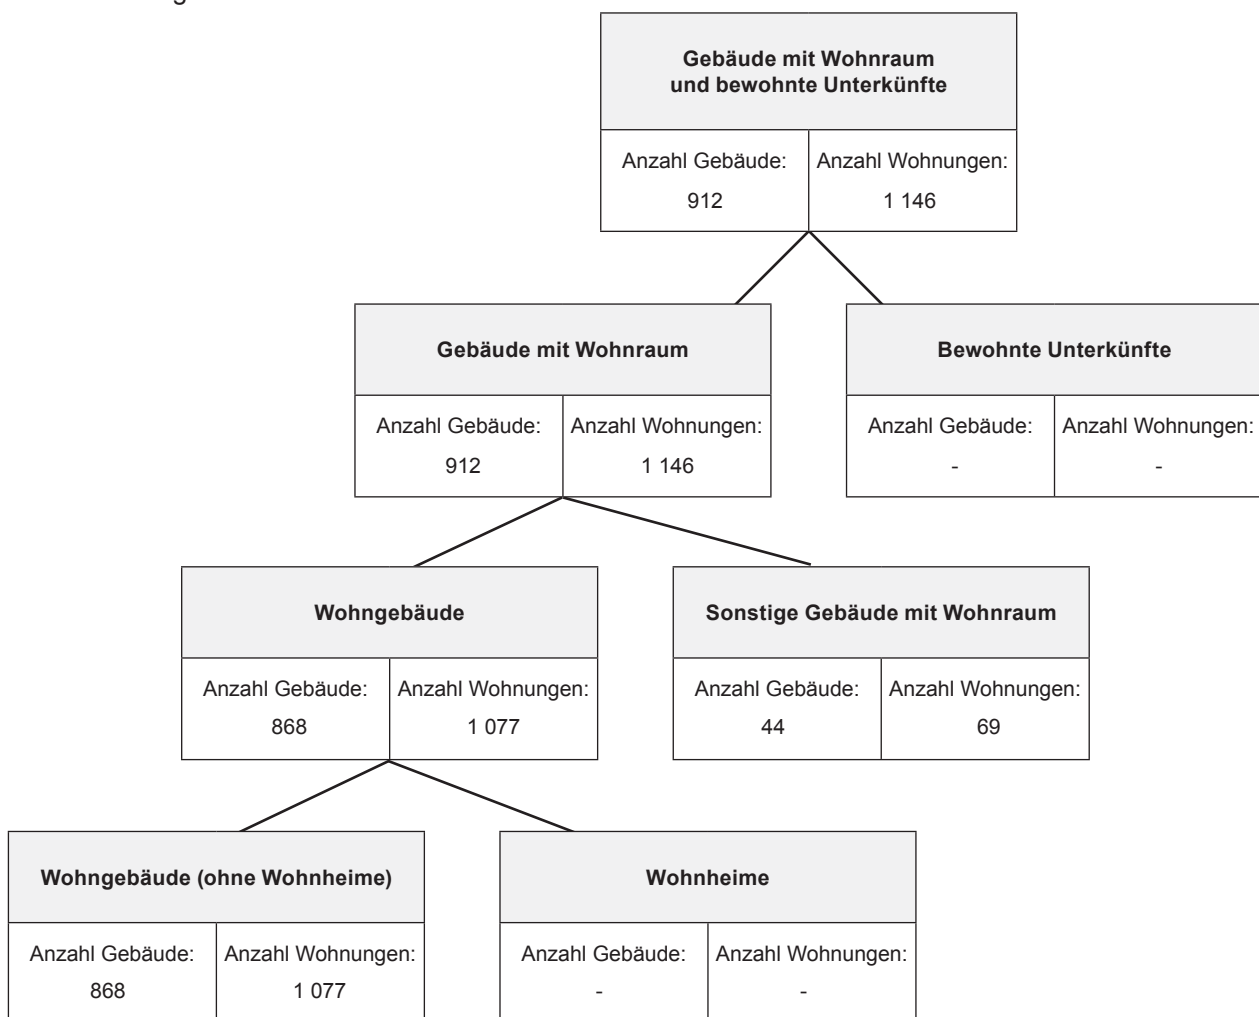 Gebäude mit Wohnraum
und bewohnte Unterkünfte
Anzahl Gebäude: Anzahl Wohnungen:
912 1 146
Gebäude mit Wohnraum Bewohnte Unterkünfte
Anzahl Gebäude: Anzahl Wohnungen: Anzahl Gebäude: Anzahl Wohnungen:
912 1 146 - -
Wohngebäude Sonstige Gebäude mit Wohnraum
Anzahl Gebäude: Anzahl Wohnungen: Anzahl Gebäude: Anzahl Wohnungen:
868 1 077 44 69
Wohngebäude (ohne Wohnheime) Wohnheime
Anzahl Gebäude: Anzahl Wohnungen: Anzahl Gebäude: Anzahl Wohnungen:
868 1 077 - -